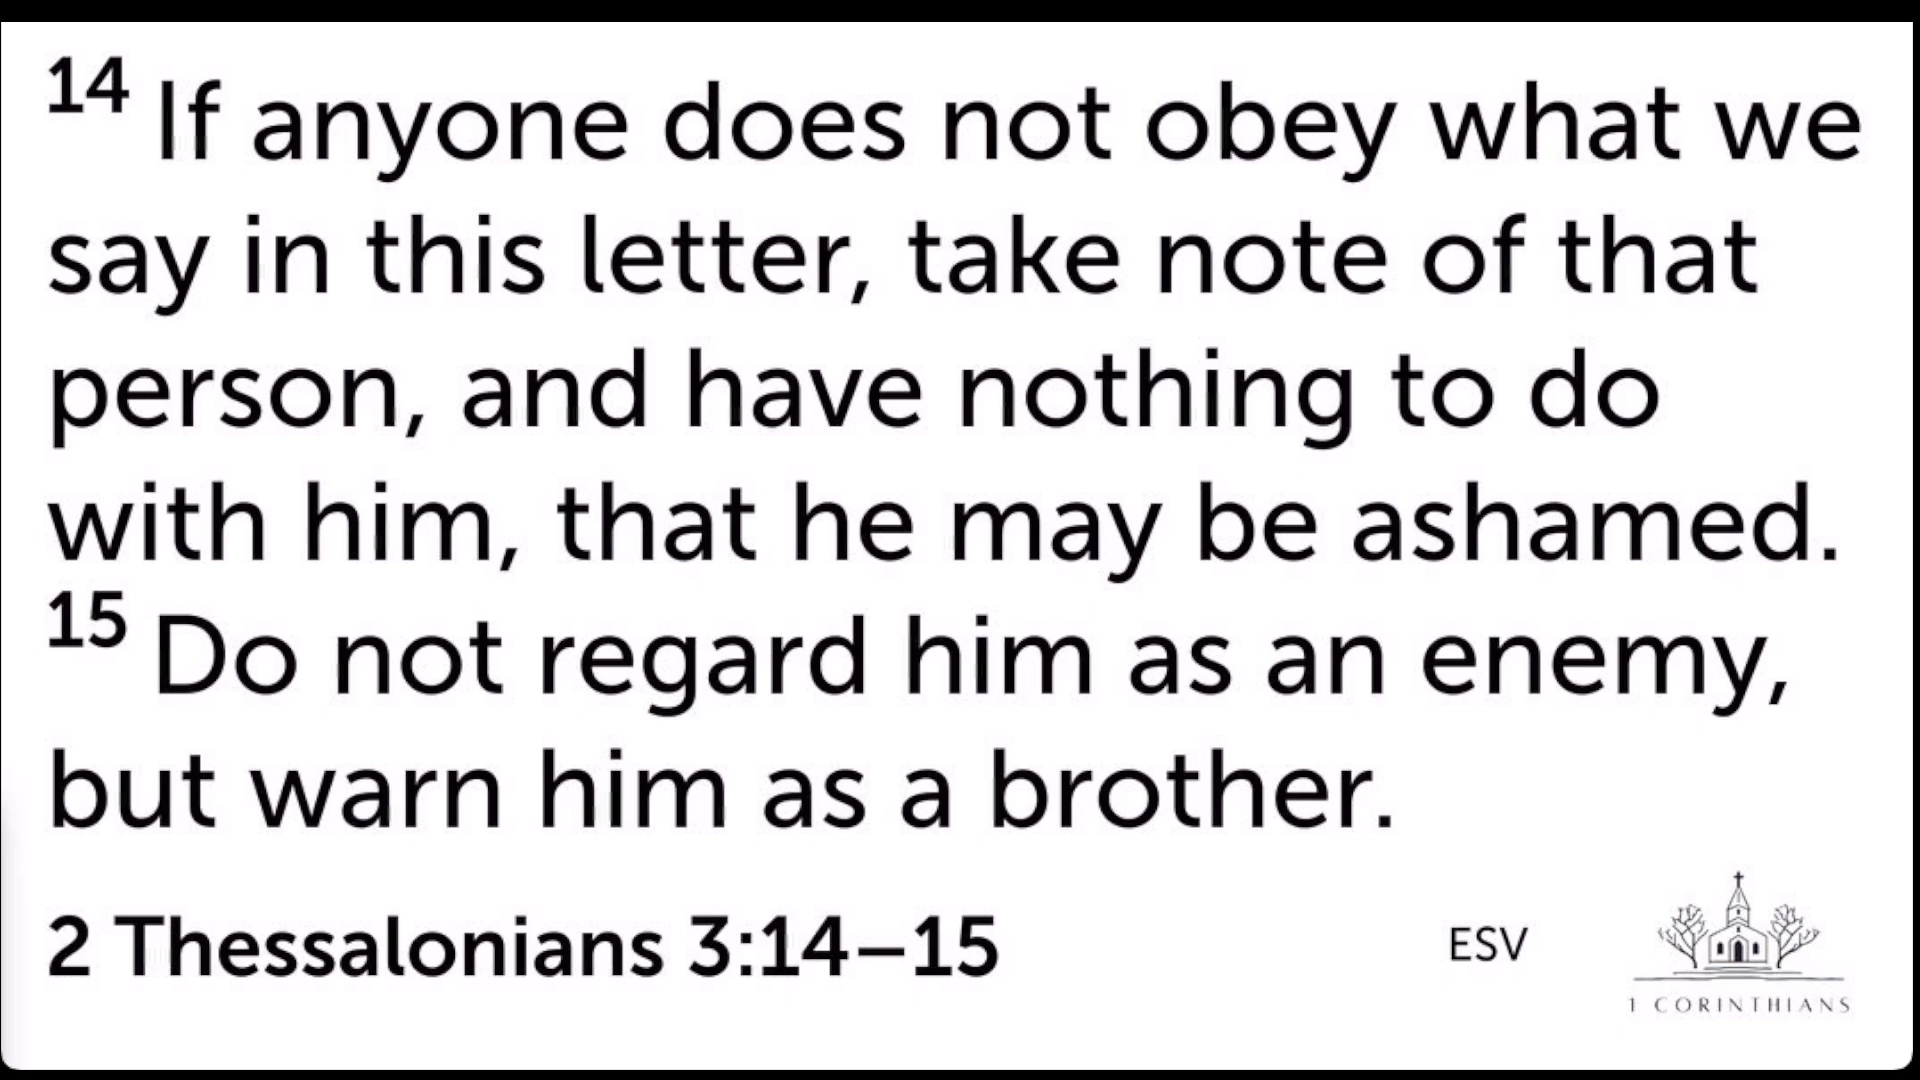 14 If anyone does not obey what we
say in this letter, take note of that
person, and have nothing to do
with him, that he may be ashamed.
15 Do not regard him as an enemy,
but warn him as a brother.
2 Thessalonians 3:14–15
ESV
1 CORINTHIANS